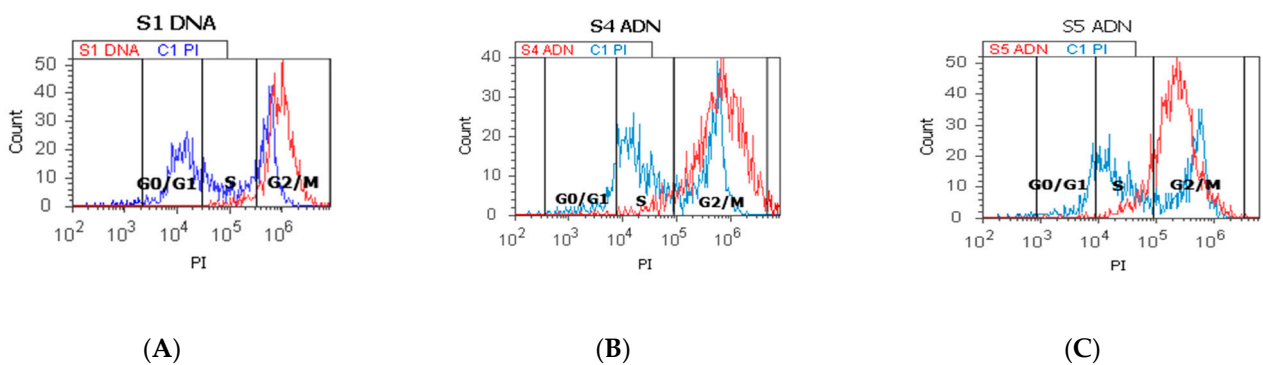 S1 DNA
S1 DNA C1 PI
50
40
30
20
10
0
Count
G0/G1 S G2/M
10^2 10^3 10^4 10^5 10^6
PI
(A)
S4 ADN
S4 ADN C1 PI
40
30
20
10
0
Count
G0/G1 S G2/M
10^2 10^3 10^4 10^5 10^6
PI
(B)
S5 ADN
S5 ADN C1 PI
50
40
30
20
10
0
Count
G0/G1 S G2/M
10^2 10^3 10^4 10^5 10^6
PI
(C)